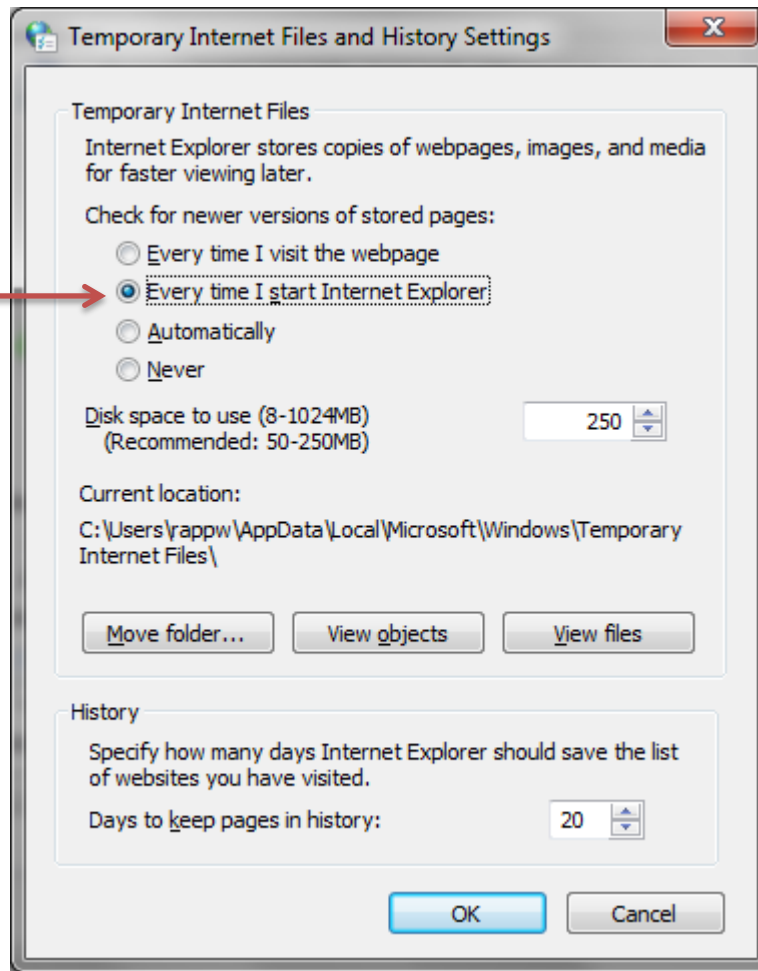 Temporary Internet Files and History Settings
Temporary Internet Files
Internet Explorer stores copies of webpages, images, and media
for faster viewing later.
Check for newer versions of stored pages:
Every time I visit the webpage
Every time I start Internet Explorer
Automatically
Never
Disk space to use (8-1024MB) 250
(Recommended: 50-250MB)
Current location:
C:\Users\rappw\AppData\Local\Microsoft\Windows\Temporary
Internet Files\
Move folder... View objects View files
History
Specify how many days Internet Explorer should save the list
of websites you have visited.
Days to keep pages in history: 20
OK Cancel